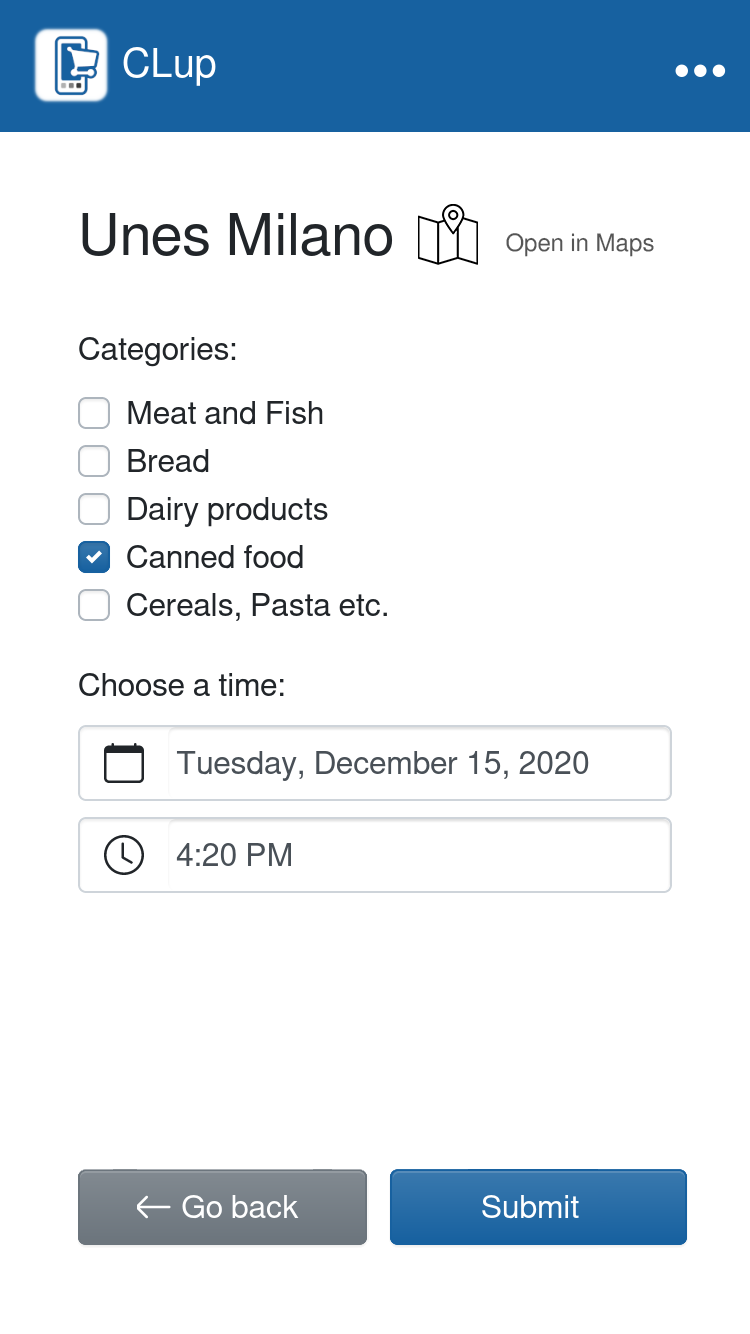 CLup
Unes Milano Open in Maps
Categories:
Meat and Fish
Bread
Dairy products
Canned food
Cereals, Pasta etc.
Choose a time:
Tuesday, December 15, 2020
4:20 PM
Go back Submit